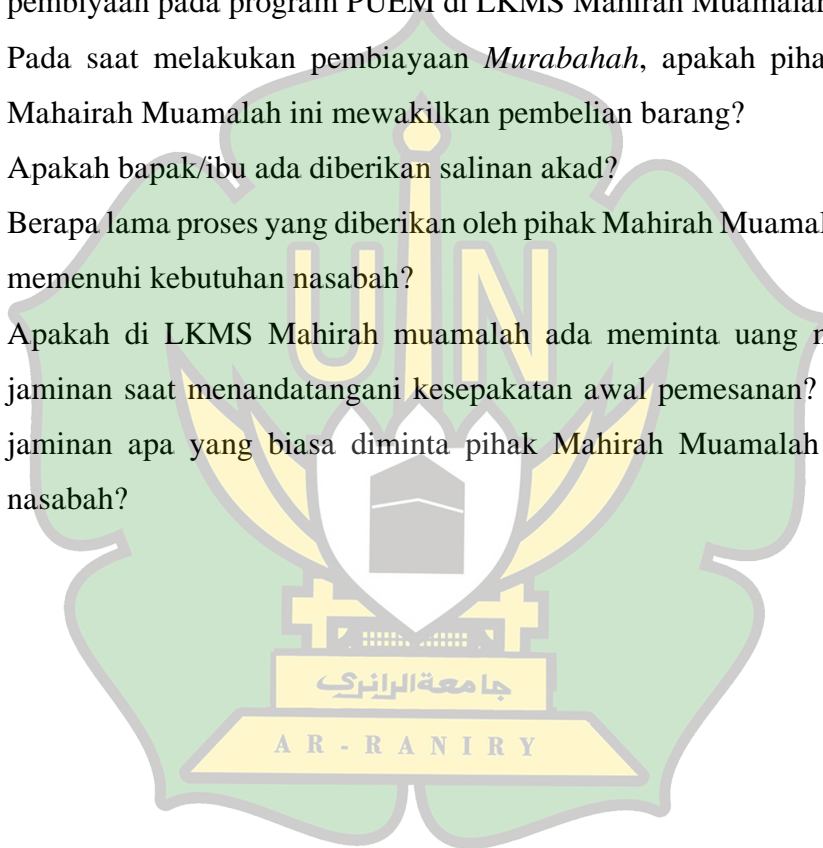 pembiyaan pada program PUEM di LKMS Mahirah Muamalah
Pada saat melakukan pembiayaan Murabahah, apakah piha
Mahairah Muamalah ini mewakilkan pembelian barang?
Apakah bapak/ibu ada diberikan salinan akad?
Berapa lama proses yang diberikan oleh pihak Mahirah Muamal
memenuhi kebutuhan nasabah?
Apakah di LKMS Mahirah muamalah ada meminta uang m
jaminan saat menandatangani kesepakatan awal pemesanan?
jaminan apa yang biasa diminta pihak Mahirah Muamalah
nasabah?
UIN
جامعة الرانري
AR-RANIRY